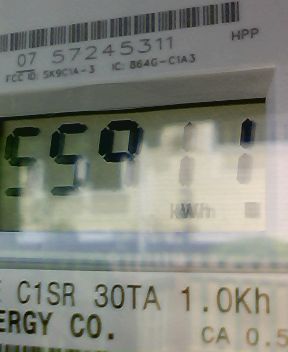 07 57245311
HPP
FCC ID: SK9C1A-3 IC: 864G-C1A3
kWh
C1SR 30TA 1.0Kh
ERGY CO.
CA 0.5